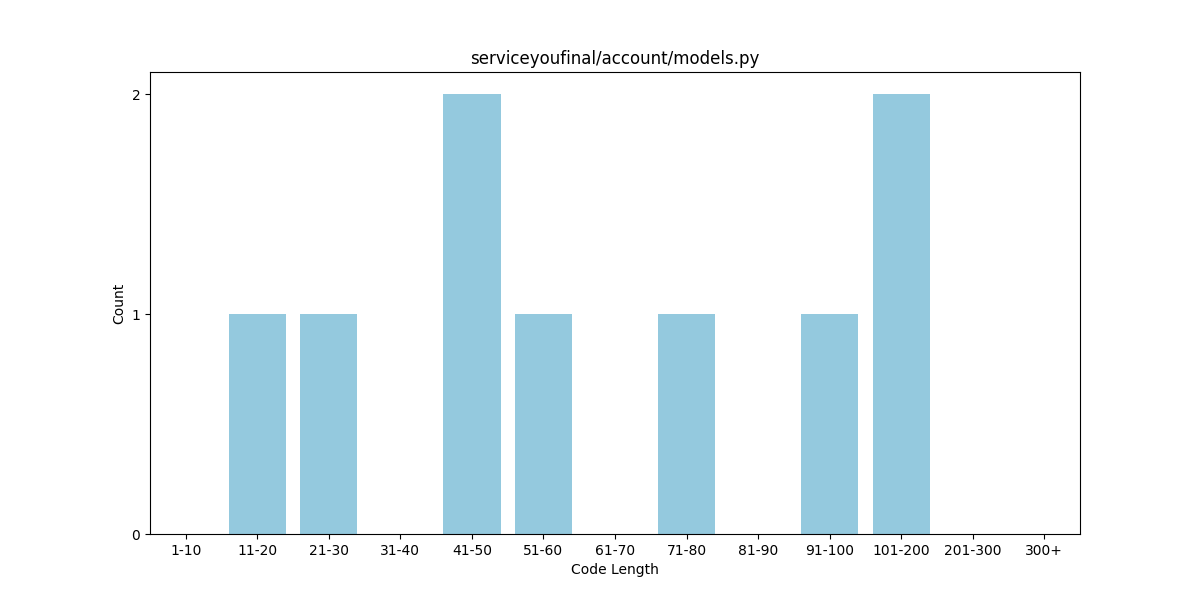 serviceyoufinal/account/models.py
Count
2
1
0
1-10 11-20 21-30 31-40 41-50 51-60 61-70 71-80 81-90 91-100 101-200 201-300 300+
Code Length